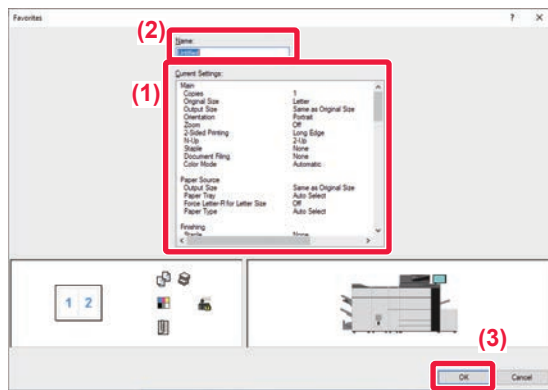 Favorites ? X
(2)
Name:
Untitled
(1)
Current Settings:
Main
Copies 1
Original Size Letter
Output Size Same as Original Size
Orientation Portrait
Zoom Off
2-Sided Printing Long Edge
N-Up 2-Up
Staple None
Document Filing None
Color Mode Automatic
Paper Source
Output Size Same as Original Size
Paper Tray Auto Select
Force Letter-R for Letter Size Off
Paper Type Auto Select
Finishing
Staple None
1 2
(3)
OK Cancel